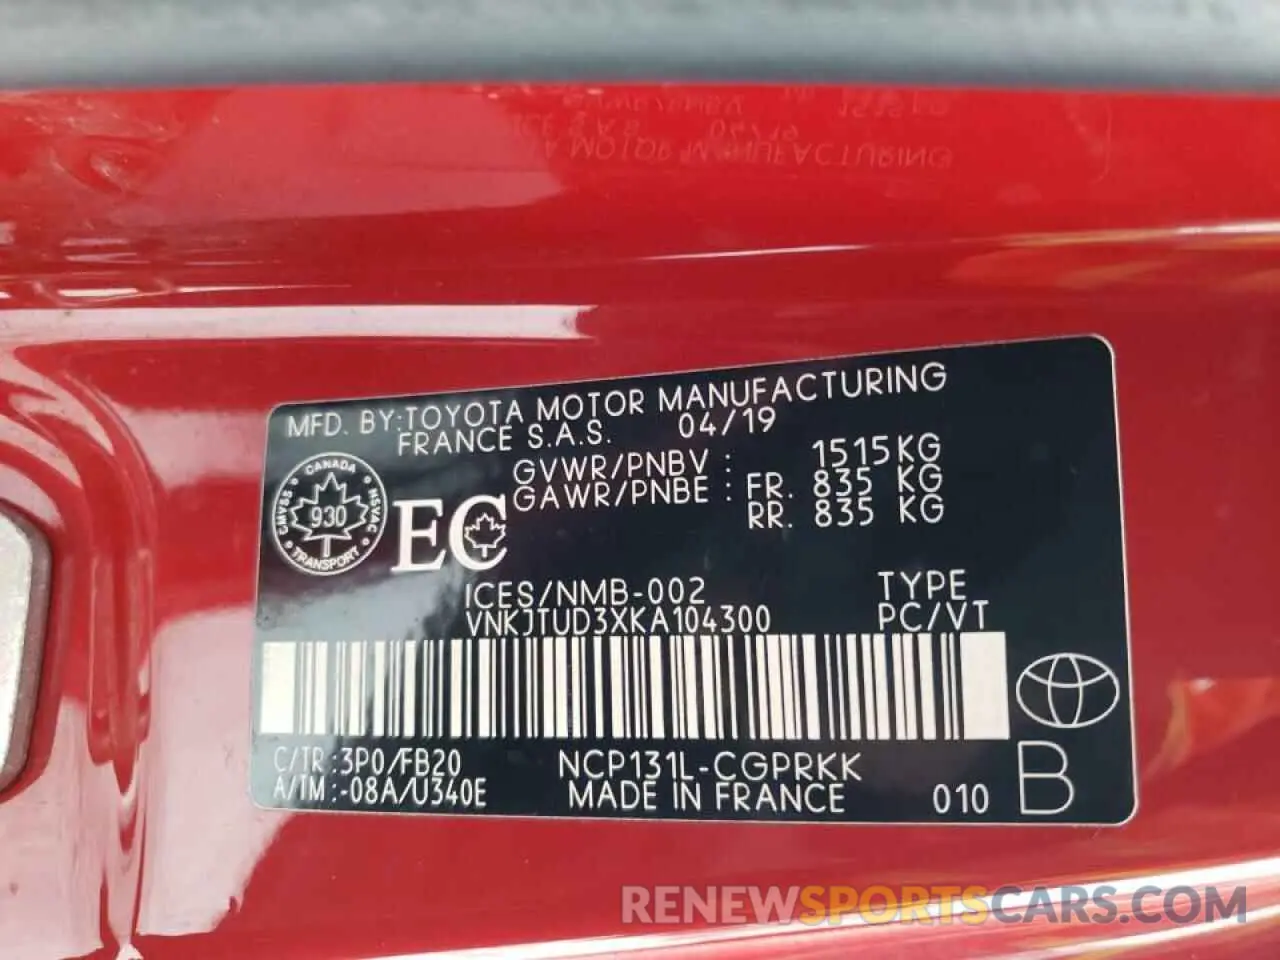 MFD. BY:TOYOTA MOTOR MANUFACTURING
FRANCE S.A.S. 04/19
GVWR/PNBV : 1515KG
GAWR/PNBE : FR. 835 KG
RR. 835 KG
CANADA
CMVSS 930 NSVAC
TRANSPORT
EC
ICES/NMB-002 TYPE
VNKJTUD3XKA104300 PC/VT
C/TR:3P0/FB20 NCP131L-CGPRKK
A/TM:-08A/U340E MADE IN FRANCE 010 B
RENEWSPORTSCARS.COM